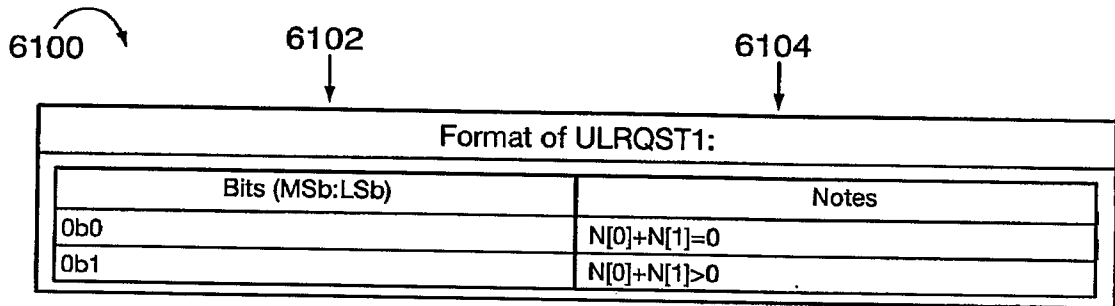 6100
6102
6104
Format of ULRQST1:
Bits (MSb:LSb) Notes
0b0 N[0]+N[1]=0
0b1 N[0]+N[1]>0